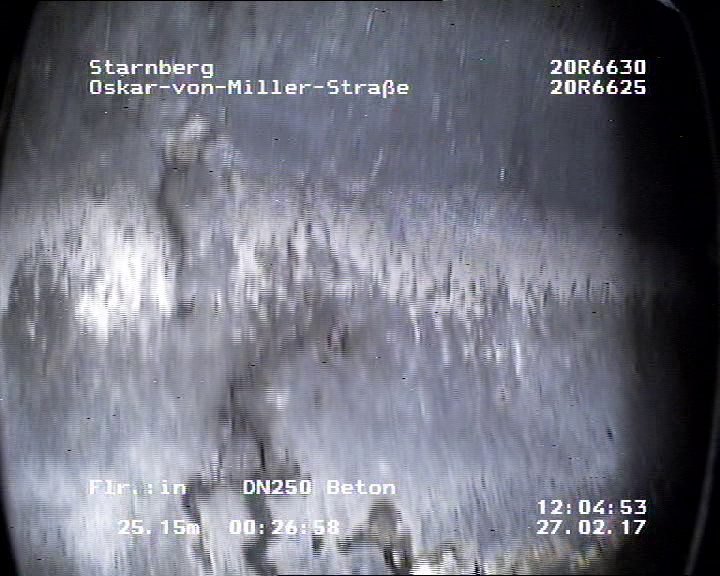 Starnberg 20R6630
Oskar-von-Miller-Straße 20R6625
Flr.:in DN250 Beton
12:04:53
25.15m 00:26:58 27.02.17